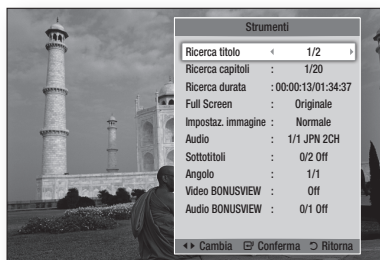 Strumenti
Ricerca titolo ◄ 1/2 ►
Ricerca capitoli : 1/20
Ricerca durata : 00:00:13/01:34:37
Full Screen : Originale
Impostaz. immagine : Normale
Audio : 1/1 JPN 2CH
Sottotitoli : 0/2 Off
Angolo : 1/1
Video BONUSVIEW : Off
Audio BONUSVIEW : 0/1 Off
◄► Cambia Conferma Ritorna